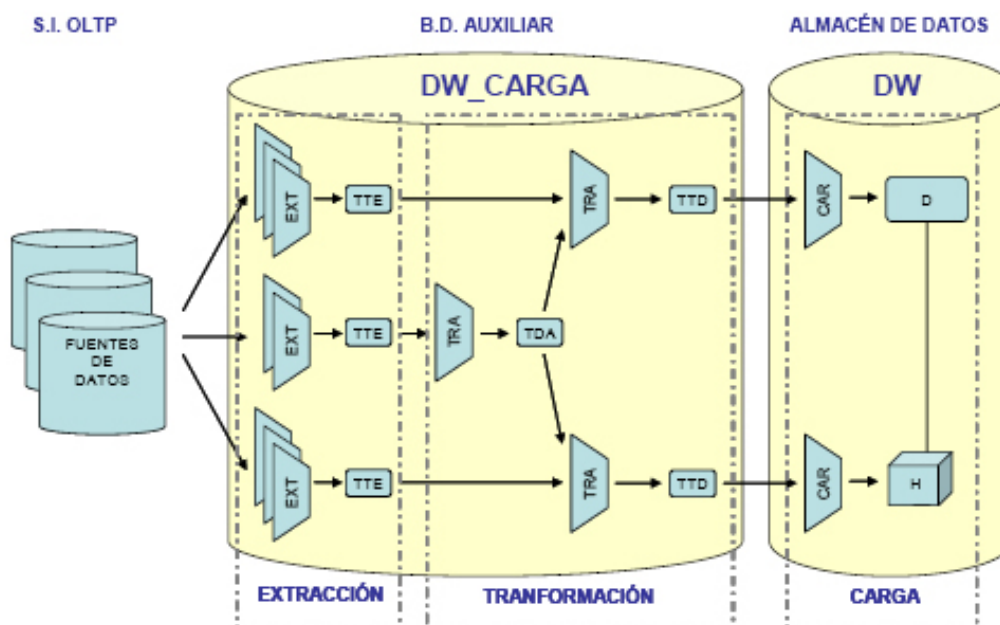 S.I. OLTP
B.D. AUXILIAR
ALMACÉN DE DATOS
DW_CARGA
DW
EXT
TTE
TRA
TTD
CAR
D
FUENTES
DE
DATOS
EXT
TTE
TRA
TDA
EXT
TTE
TRA
TTD
CAR
H
EXTRACCIÓN
TRANFORMACIÓN
CARGA